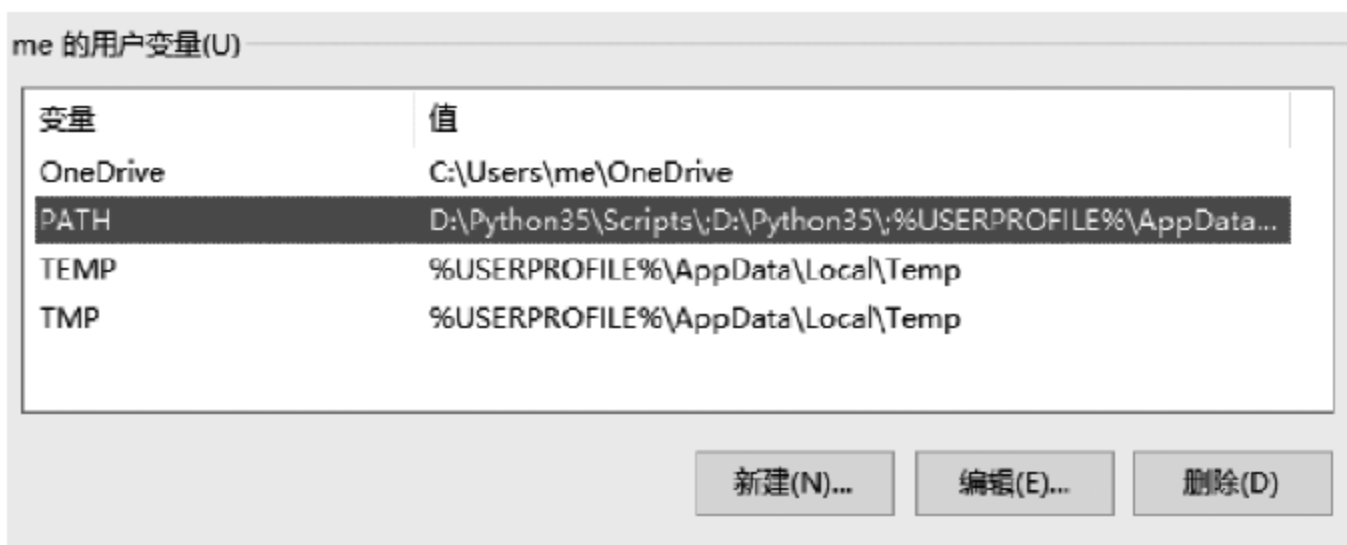 me 的用户变量(U)
变量 值
OneDrive C:\Users\me\OneDrive
PATH D:\Python35\Scripts\;D:\Python35\;%USERPROFILE%\AppData...
TEMP %USERPROFILE%\AppData\Local\Temp
TMP %USERPROFILE%\AppData\Local\Temp
新建(N)... 编辑(E)... 删除(D)